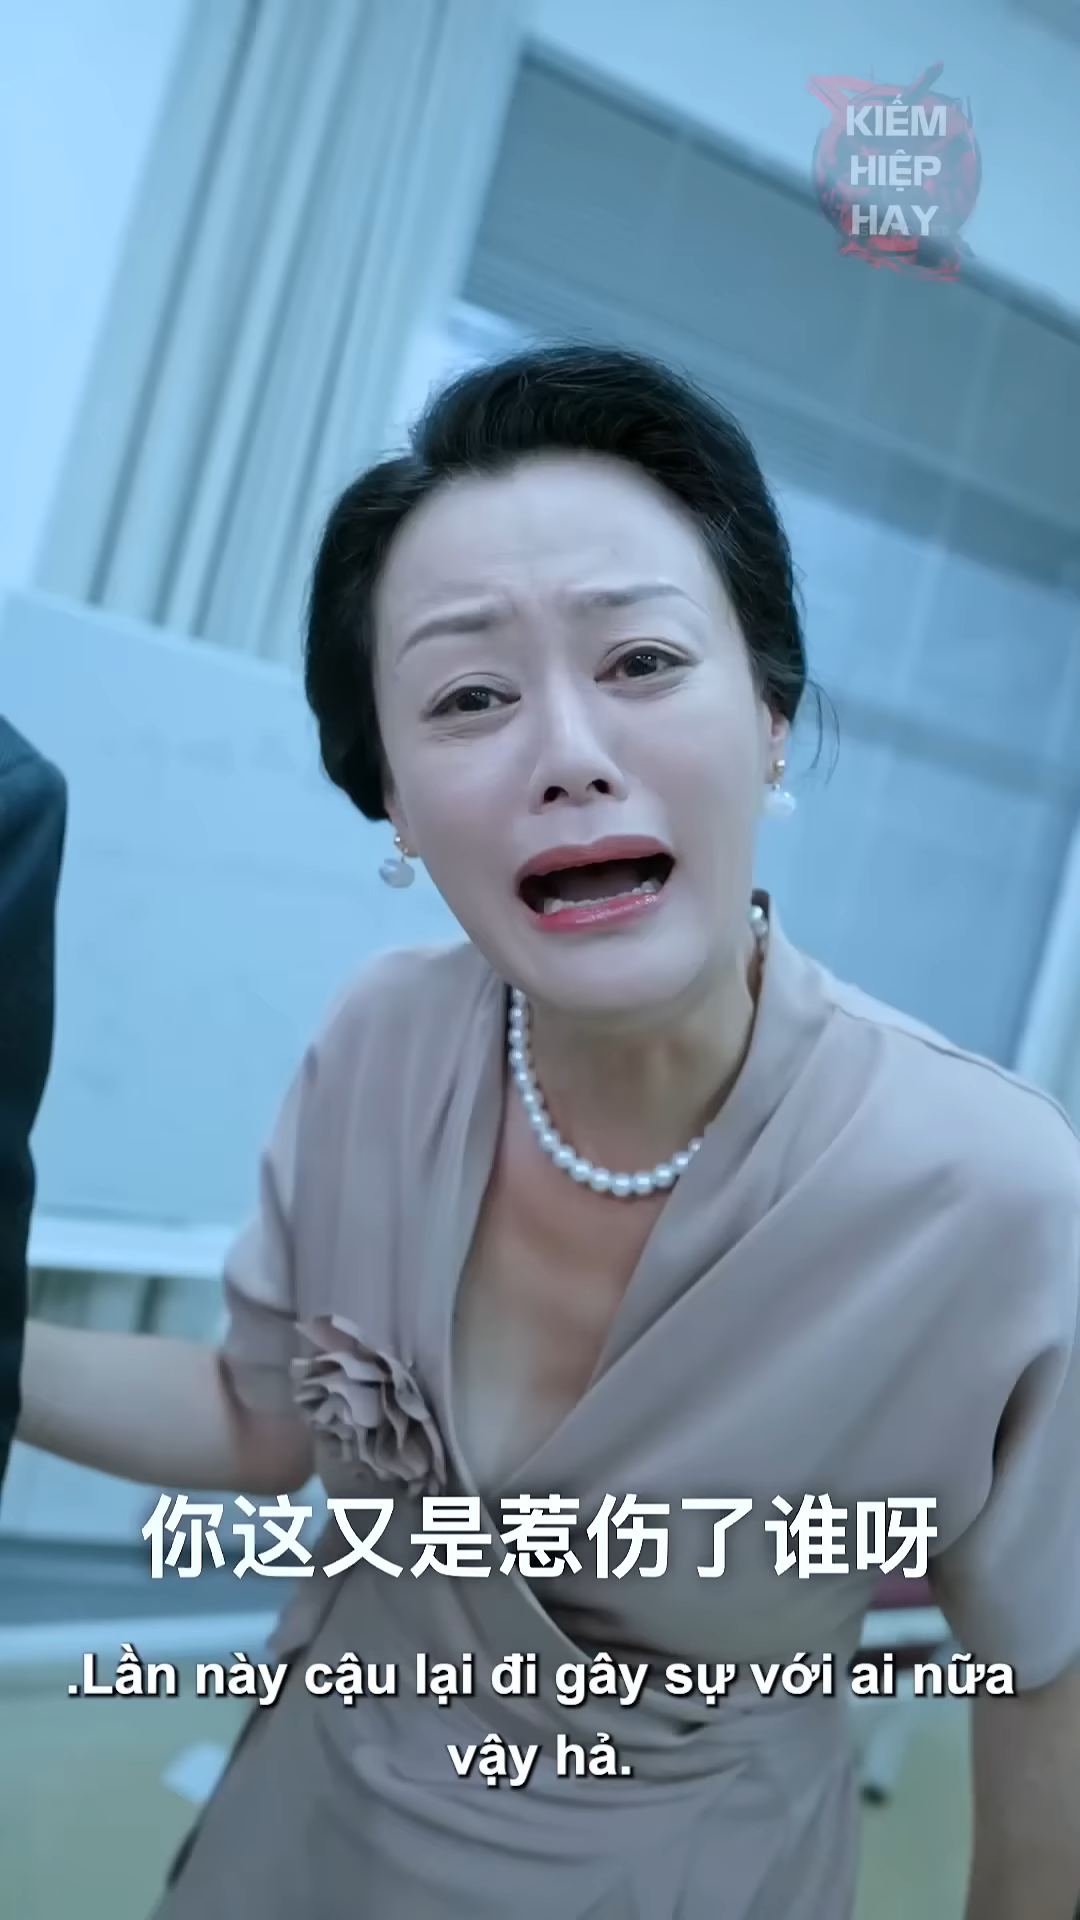 KIẾM
HIỆP
HAY
你这又是惹伤了谁呀
.Lần này cậu lại đi gây sự với ai nữa
vậy hả.